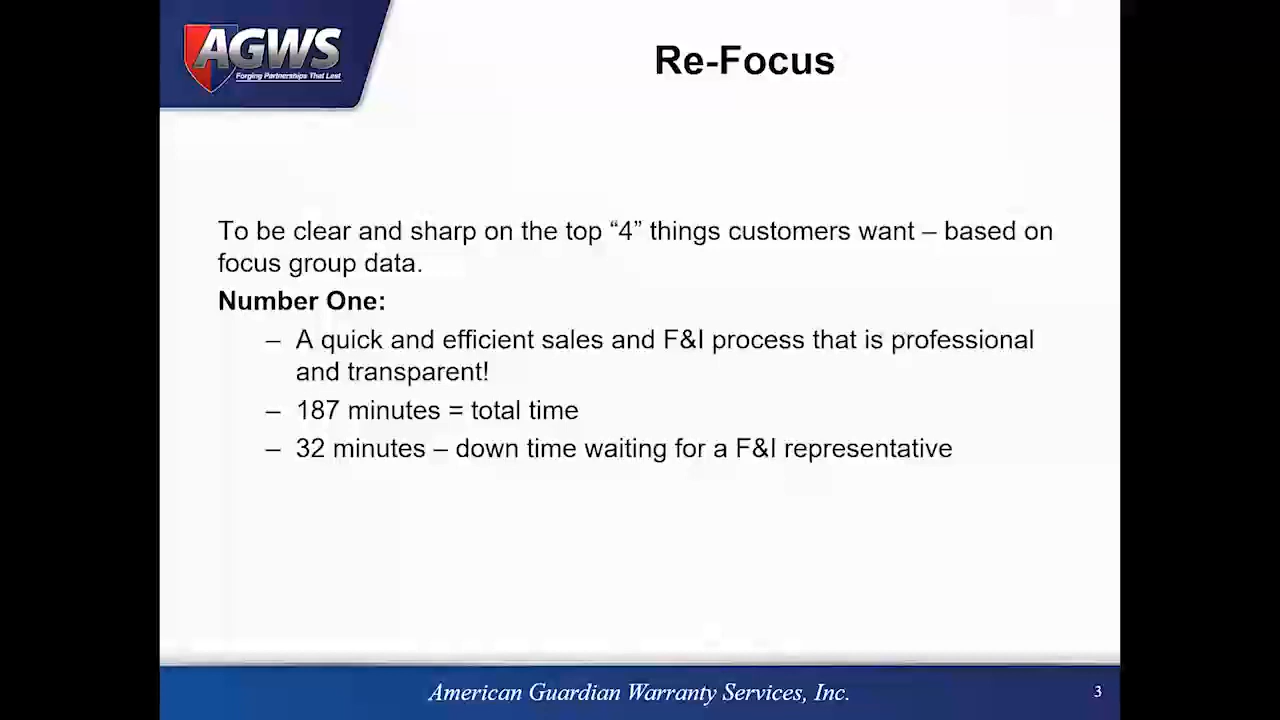 AGWS
Forging Partnerships That Last
Re-Focus
To be clear and sharp on the top “4” things customers want – based on
focus group data.
Number One:
– A quick and efficient sales and F&I process that is professional
and transparent!
– 187 minutes = total time
– 32 minutes – down time waiting for a F&I representative
American Guardian Warranty Services, Inc.
3